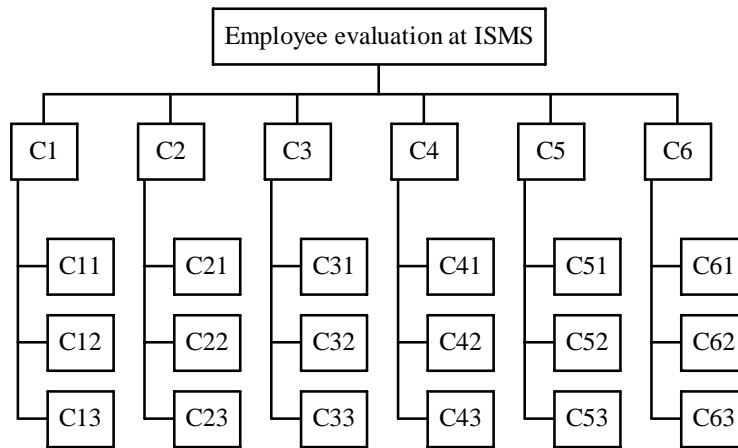 Employee evaluation at ISMS
C1
C2
C3
C4
C5
C6
C11
C21
C31
C41
C51
C61
C12
C22
C32
C42
C52
C62
C13
C23
C33
C43
C53
C63